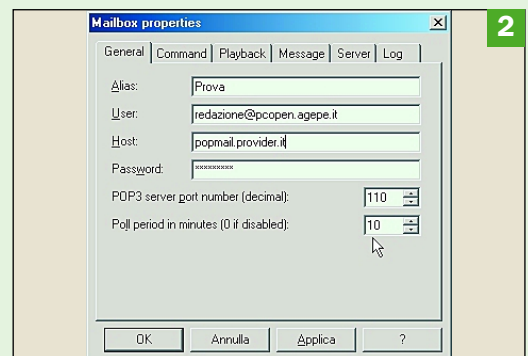 2
Mailbox properties
General Command Playback Message Server Log
Alias: Prova
User: redazione@pcopen.agepe.it
Host: popmail.provider.it
Password: ×××××××××
POP3 server port number (decimal): 110
Poll period in minutes (0 if disabled): 10
OK Annulla Applica ?